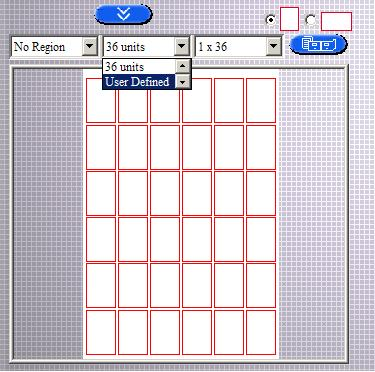 No Region 36 units 1 x 36
36 units
User Defined